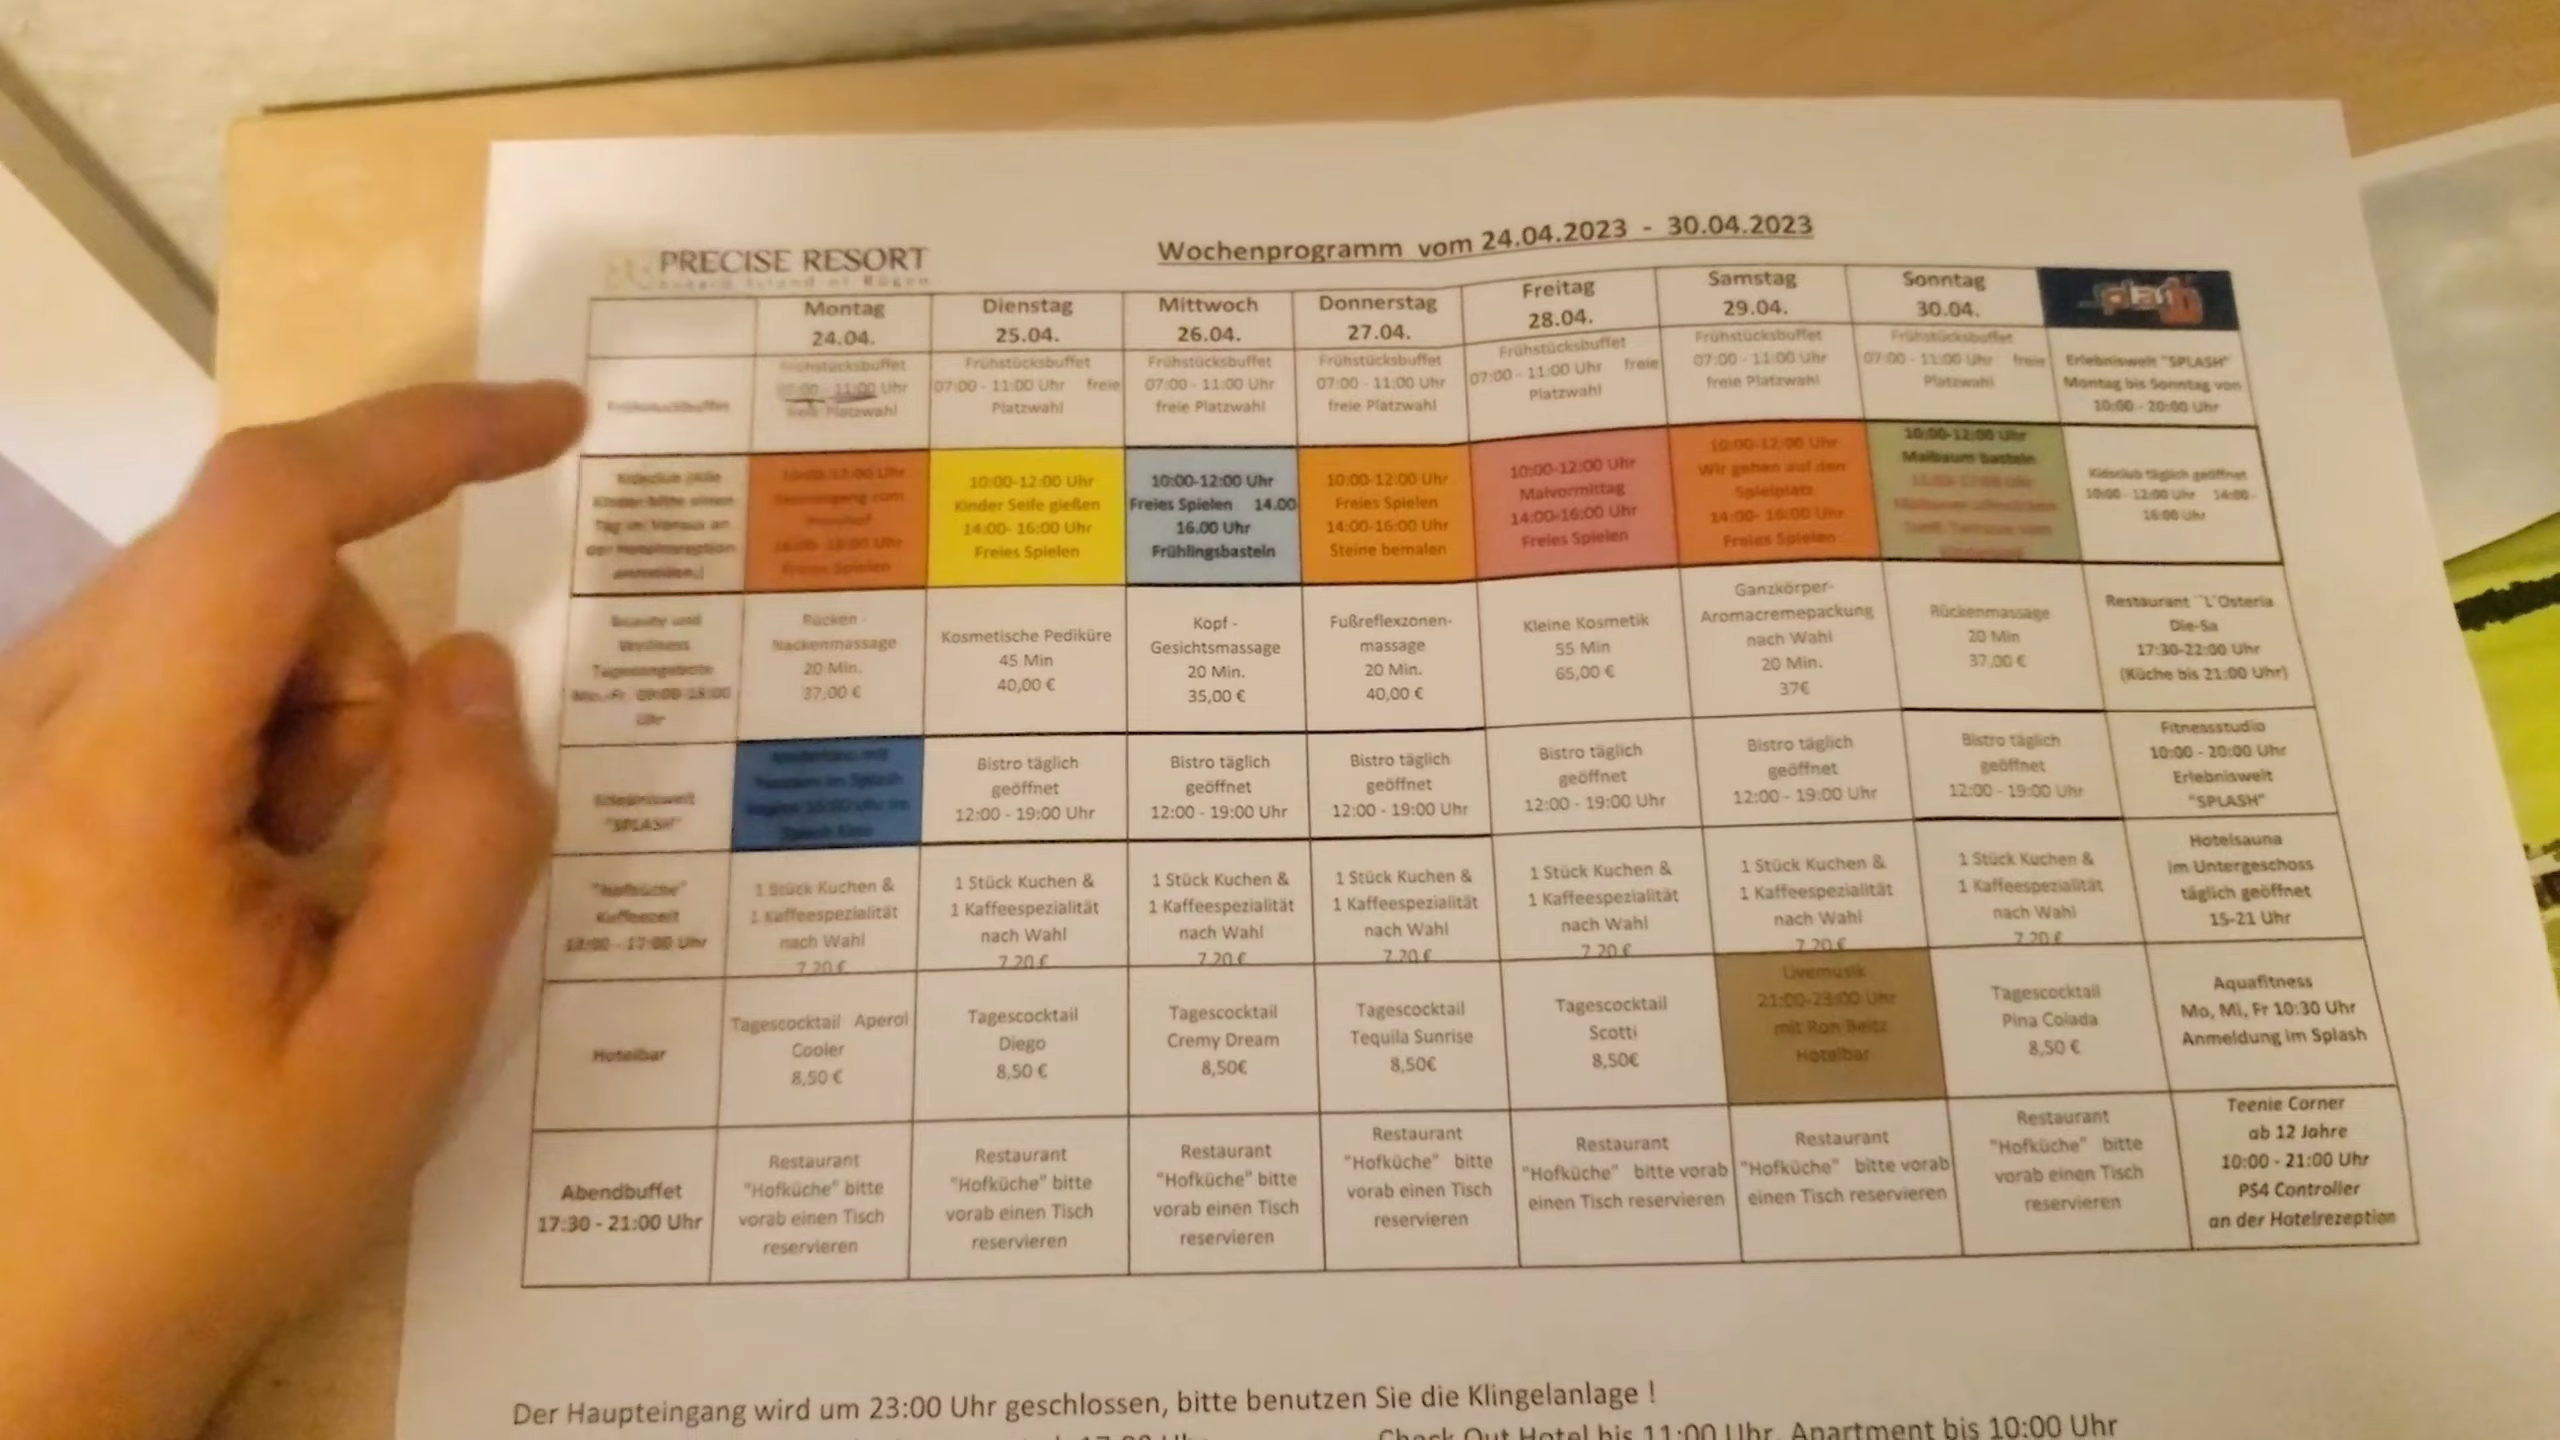 PRECISE RESORT
Wochenprogramm vom 24.04.2023 - 30.04.2023
Montag
24.04.
Dienstag
25.04.
Mittwoch
26.04.
Donnerstag
27.04.
Freitag
28.04.
Samstag
29.04.
Sonntag
30.04.
Frühstücksbuffet
07:00 - 11:00 Uhr
freie Platzwahl
Frühstücksbuffet
07:00 - 11:00 Uhr freie
Platzwahl
Frühstücksbuffet
07:00 - 11:00 Uhr
freie Platzwahl
Frühstücksbuffet
07:00 - 11:00 Uhr
freie Platzwahl
Frühstücksbuffet
07:00 - 11:00 Uhr freie
Platzwahl
Frühstücksbuffet
07:00 - 11:00 Uhr
freie Platzwahl
Frühstücksbuffet
07:00 - 11:00 Uhr freie
Platzwahl
Erlebniswelt "SPLASH"
Montag bis Sonntag von
10:00 - 20:00 Uhr
Kinder bitte einen
Tag im Voraus an
der Hotelrezeption
Freies Spielen
10:00-12:00 Uhr
Kinder Seife gießen
14:00- 16:00 Uhr
Freies Spielen
10:00-12:00 Uhr
Freies Spielen 14.00-
16.00 Uhr
Frühlingsbasteln
10:00-12:00 Uhr
Freies Spielen
14:00-16:00 Uhr
Steine bemalen
10:00-12:00 Uhr
Malvormittag
14:00-16:00 Uhr
Freies Spielen
10:00-12:00 Uhr
Wir gehen auf den
Spielplatz
14:00- 16:00 Uhr
Freies Spielen
10:00-12:00 Uhr
Maibaum basteln
Kidsclub täglich geöffnet
10:00 - 12:00 Uhr 14:00 -
16:00 Uhr
Beauty und
Wellness
Tagesangebote
Mo.-Fr. 09:00-18:00
Uhr
Rücken -
Nackenmassage
20 Min.
37,00 €
Kosmetische Pediküre
45 Min
40,00 €
Kopf -
Gesichtsmassage
20 Min.
35,00 €
Fußreflexzonen-
massage
20 Min.
40,00 €
Kleine Kosmetik
55 Min
65,00 €
Ganzkörper-
Aromacremepackung
nach Wahl
20 Min.
37€
Rückenmassage
20 Min
37,00 €
Restaurant ``L´Osteria
Die-Sa
17:30-22:00 Uhr
(Küche bis 21:00 Uhr)
Erlebniswelt
"SPLASH"
Bistro täglich
geöffnet
12:00 - 19:00 Uhr
Bistro täglich
geöffnet
12:00 - 19:00 Uhr
Bistro täglich
geöffnet
12:00 - 19:00 Uhr
Bistro täglich
geöffnet
12:00 - 19:00 Uhr
Bistro täglich
geöffnet
12:00 - 19:00 Uhr
Bistro täglich
geöffnet
12:00 - 19:00 Uhr
Fitnessstudio
10:00 - 20:00 Uhr
Erlebniswelt
"SPLASH"
"Hofküche"
Kaffeezeit
- 17:00 Uhr
1 Stück Kuchen &
1 Kaffeespezialität
nach Wahl
7,20 €
1 Stück Kuchen &
1 Kaffeespezialität
nach Wahl
7,20 €
1 Stück Kuchen &
1 Kaffeespezialität
nach Wahl
7,20 €
1 Stück Kuchen &
1 Kaffeespezialität
nach Wahl
7,20 €
1 Stück Kuchen &
1 Kaffeespezialität
nach Wahl
7,20 €
1 Stück Kuchen &
1 Kaffeespezialität
nach Wahl
7,20 €
1 Stück Kuchen &
1 Kaffeespezialität
nach Wahl
7,20 €
Hotelsauna
im Untergeschoss
täglich geöffnet
15-21 Uhr
Hotelbar
Tagescocktail Aperol
Cooler
8,50 €
Tagescocktail
Diego
8,50 €
Tagescocktail
Cremy Dream
8,50€
Tagescocktail
Tequila Sunrise
8,50€
Tagescocktail
Scotti
8,50€
Livemusik
21:00-23:00 Uhr
mit Ron Beitz
Hotelbar
Tagescocktail
Pina Colada
8,50 €
Aquafitness
Mo, Mi, Fr 10:30 Uhr
Anmeldung im Splash
Abendbuffet
17:30 - 21:00 Uhr
Restaurant
"Hofküche" bitte
vorab einen Tisch
reservieren
Restaurant
"Hofküche" bitte
vorab einen Tisch
reservieren
Restaurant
"Hofküche" bitte
vorab einen Tisch
reservieren
Restaurant
"Hofküche" bitte
vorab einen Tisch
reservieren
Restaurant
"Hofküche" bitte vorab
einen Tisch reservieren
Restaurant
"Hofküche" bitte vorab
einen Tisch reservieren
Restaurant
"Hofküche" bitte
vorab einen Tisch
reservieren
Teenie Corner
ab 12 Jahre
10:00 - 21:00 Uhr
PS4 Controller
an der Hotelrezeption
Der Haupteingang wird um 23:00 Uhr geschlossen, bitte benutzen Sie die Klingelanlage !
Check Out Hotel bis 11:00 Uhr, Apartment bis 10:00 Uhr